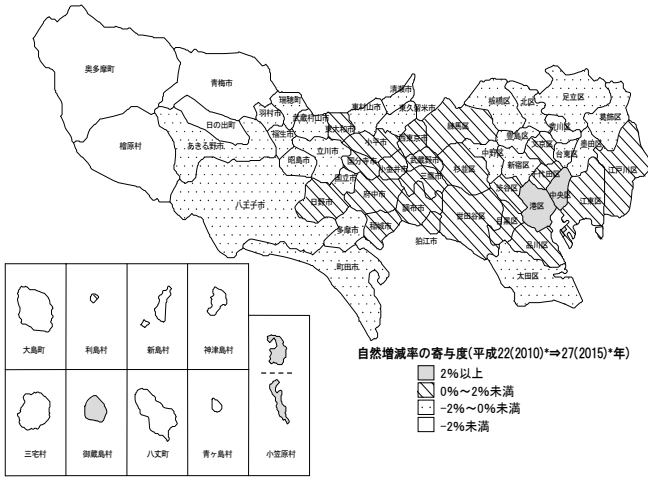 奥多摩町
青梅市
日の出町
檜原村
あきる野市
八王子市
瑞穂町
羽村市
武蔵村山市
福生市
昭島市
立川市
東大和市
東村山市
清瀬市
東久留米市
小平市
西東京市
国分寺市
小金井市
武蔵野市
三鷹市
国立市
日野市
府中市
調布市
多摩市
稲城市
狛江市
町田市
練馬区
板橋区
北区
足立区
葛飾区
荒川区
豊島区
文京区
台東区
墨田区
中野区
杉並区
新宿区
千代田区
江戸川区
渋谷区
中央区
港区
江東区
世田谷区
目黒区
品川区
大田区
大島町
利島村
新島村
神津島村
三宅村
御蔵島村
八丈町
青ヶ島村
小笠原村
自然増減率の寄与度(平成22(2010)*⇒27(2015)*年)
2%以上
0%～2%未満
-2%～0%未満
-2%未満